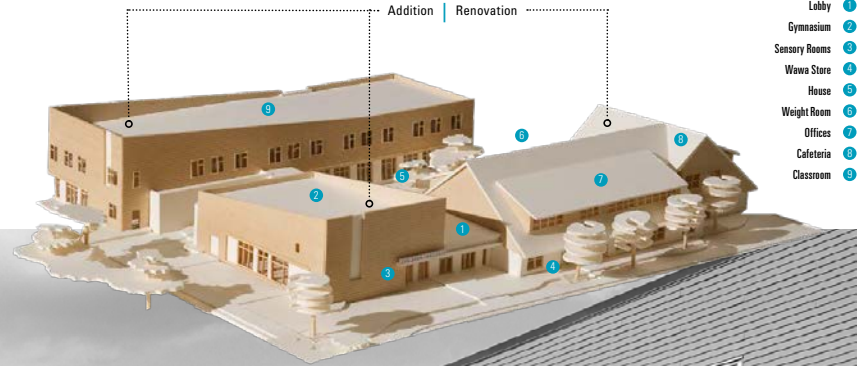 Addition | Renovation
Lobby 1
Gymnasium 2
Sensory Rooms 3
Wawa Store 4
House 5
Weight Room 6
Offices 7
Cafeteria 8
Classroom 9
9
6
8
5
7
2
1
3
4